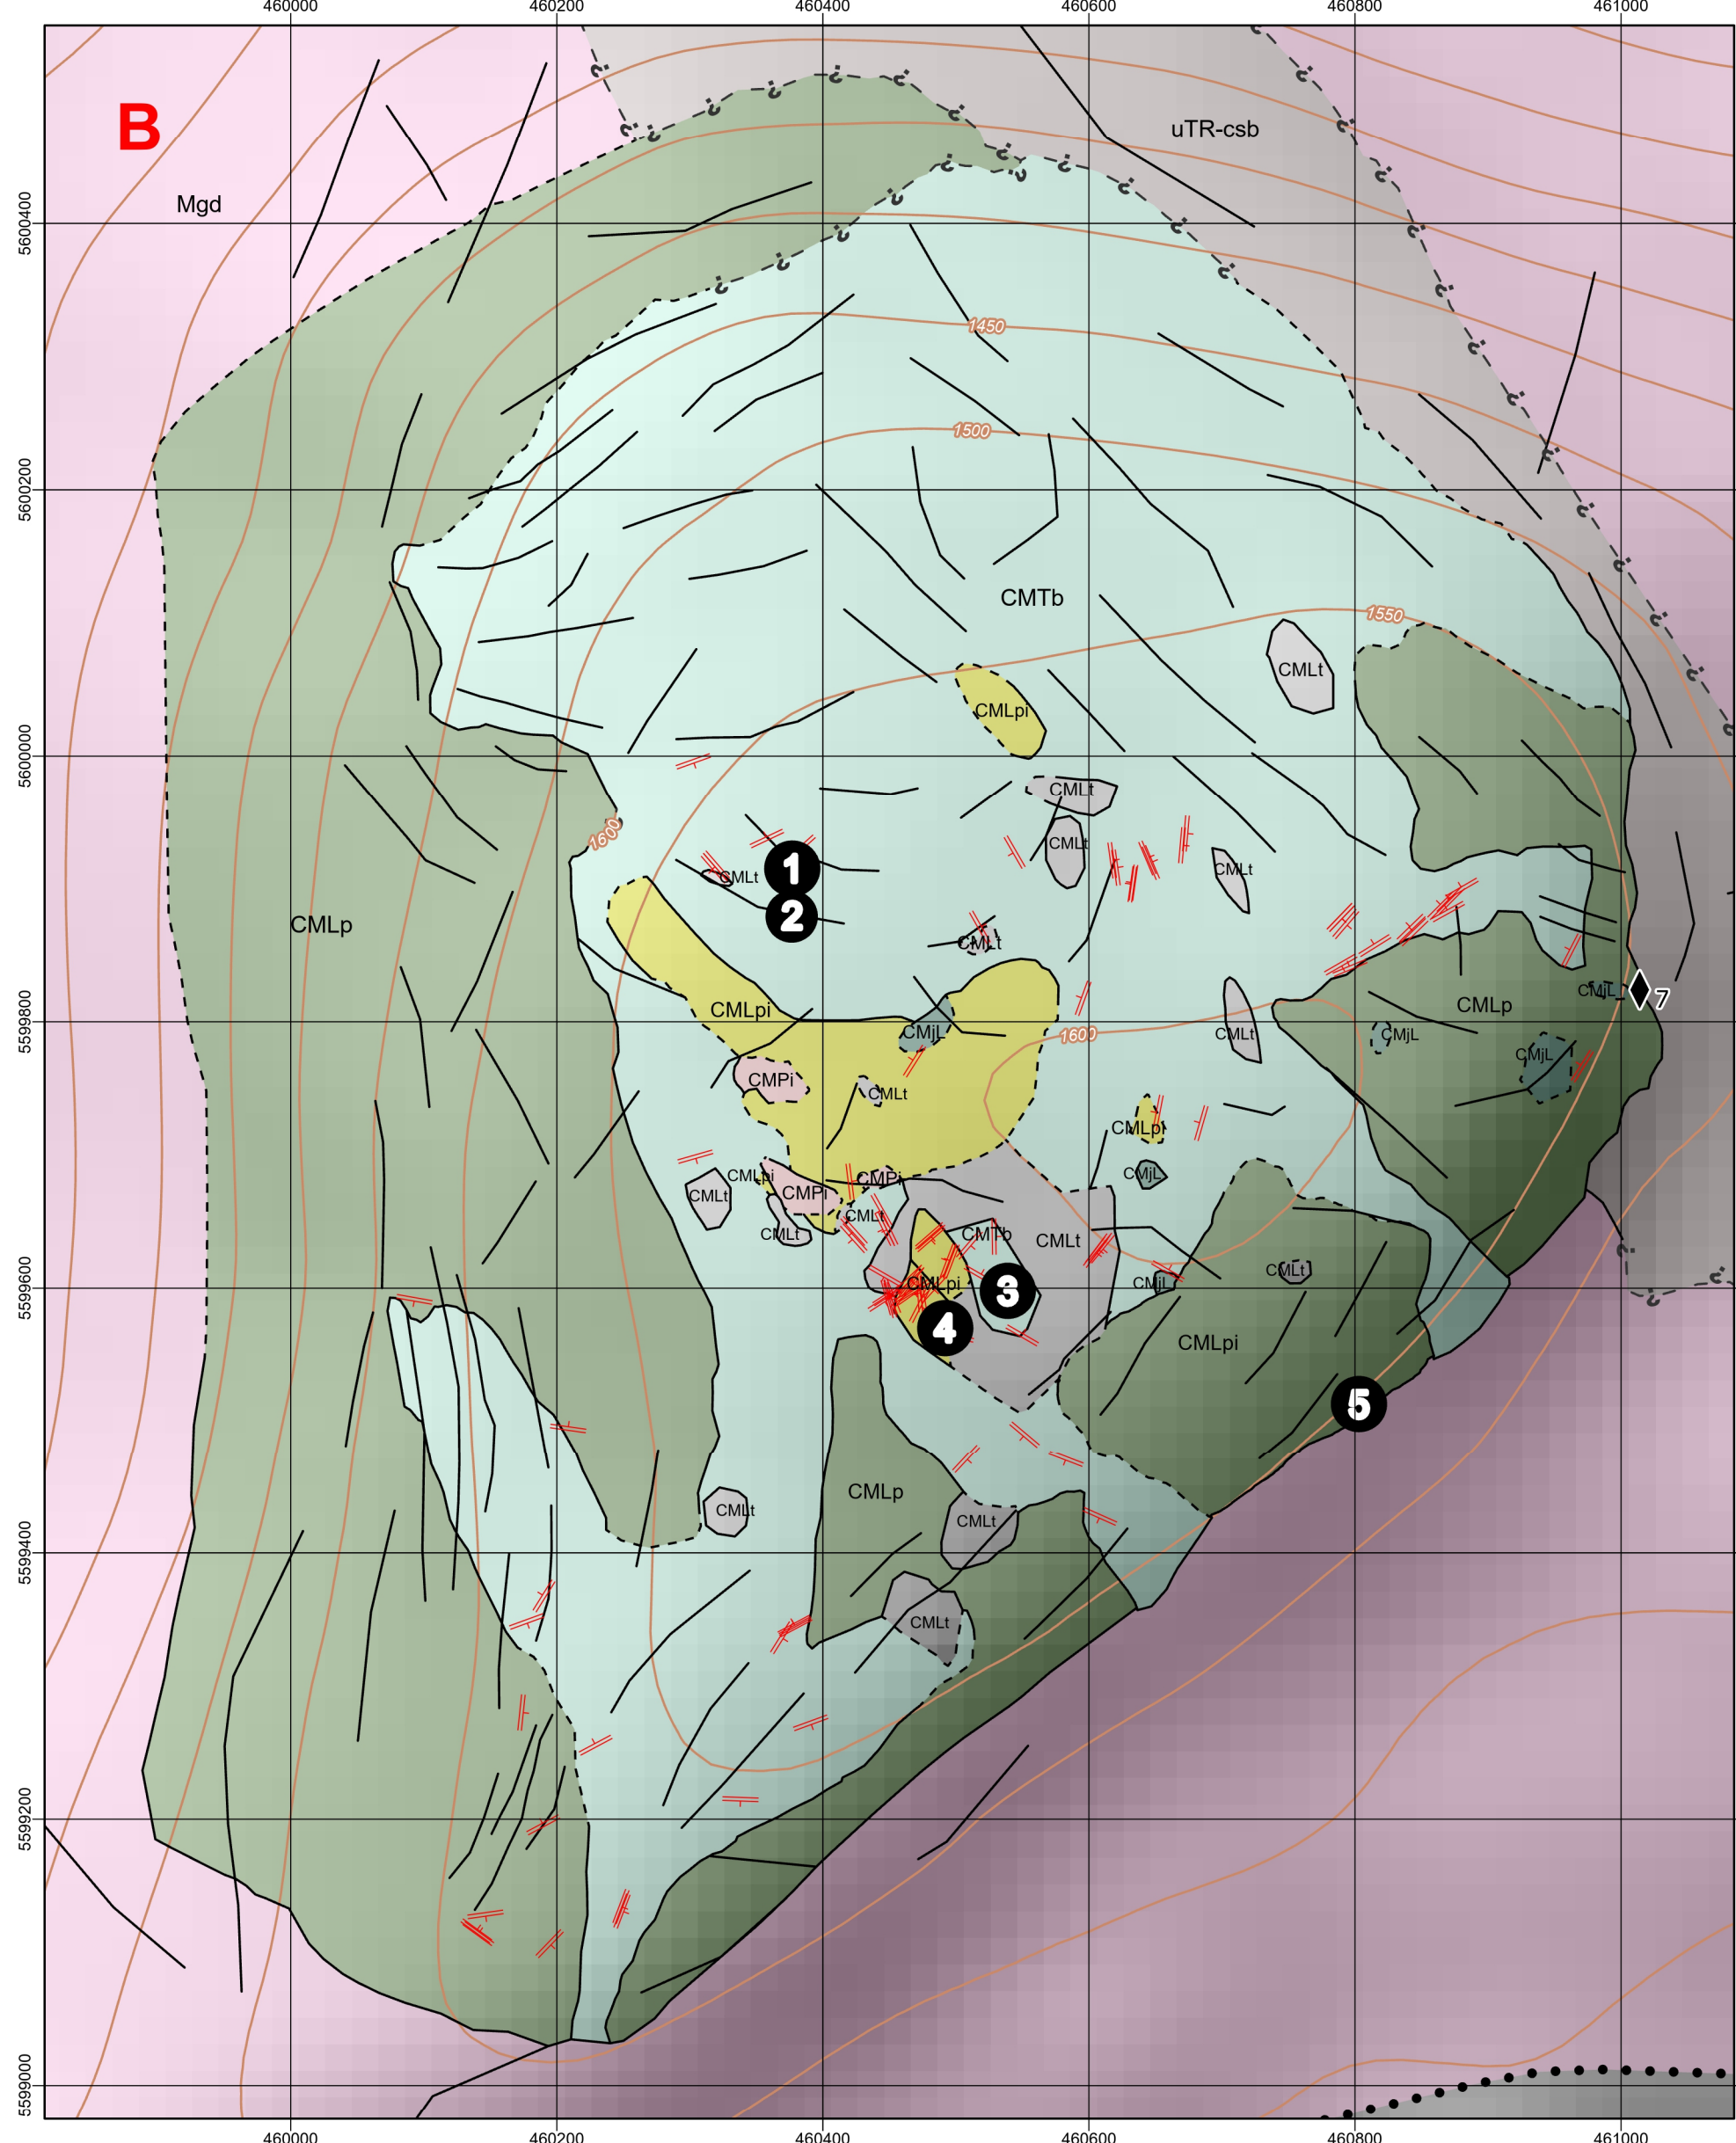 460000 460200 460400 460600 460800 461000
B
uTR-csb
Mgd
5600400
1450
1500
5600200
CMTb
1550
CMLt
CMLpi
5600000
CMLt
1600
CMLt
CMLt
1
CMLt
2
CMLp
CMLt
CMjL
7
CMLp
CMLpi
5599800
CMjL
CMLt
1600
CMjL
CMjL
CMPi
CMLt
CMLpi
CMLpi
CMPi
CMjL
CMPi
CMLt
CMLt
CMLt
CMTb
CMLt
CMLt
CMjL
CMLpi
3
5599600
4
CMLpi
5
CMLp
CMLt
CMLt
5599400
CMLt
5599200
5599000
460000 460200 460400 460600 460800 461000